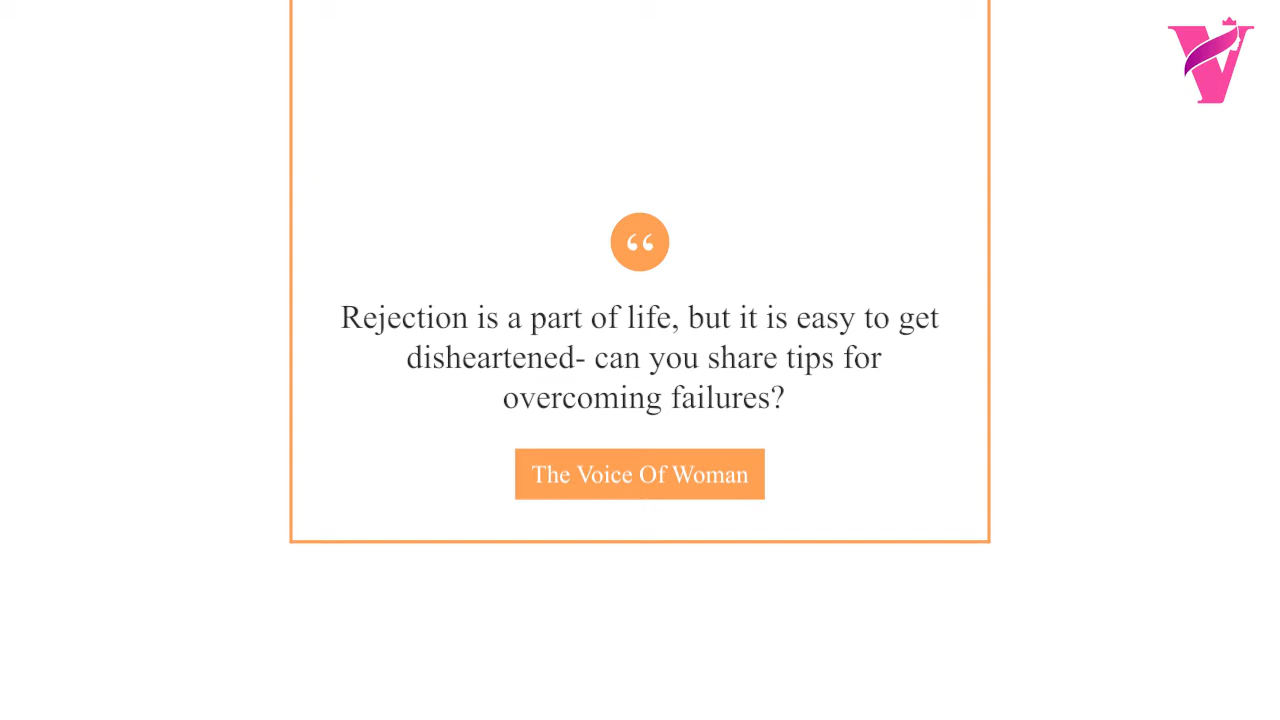 Rejection is a part of life, but it is easy to get
disheartened- can you share tips for
overcoming failures?
The Voice Of Woman